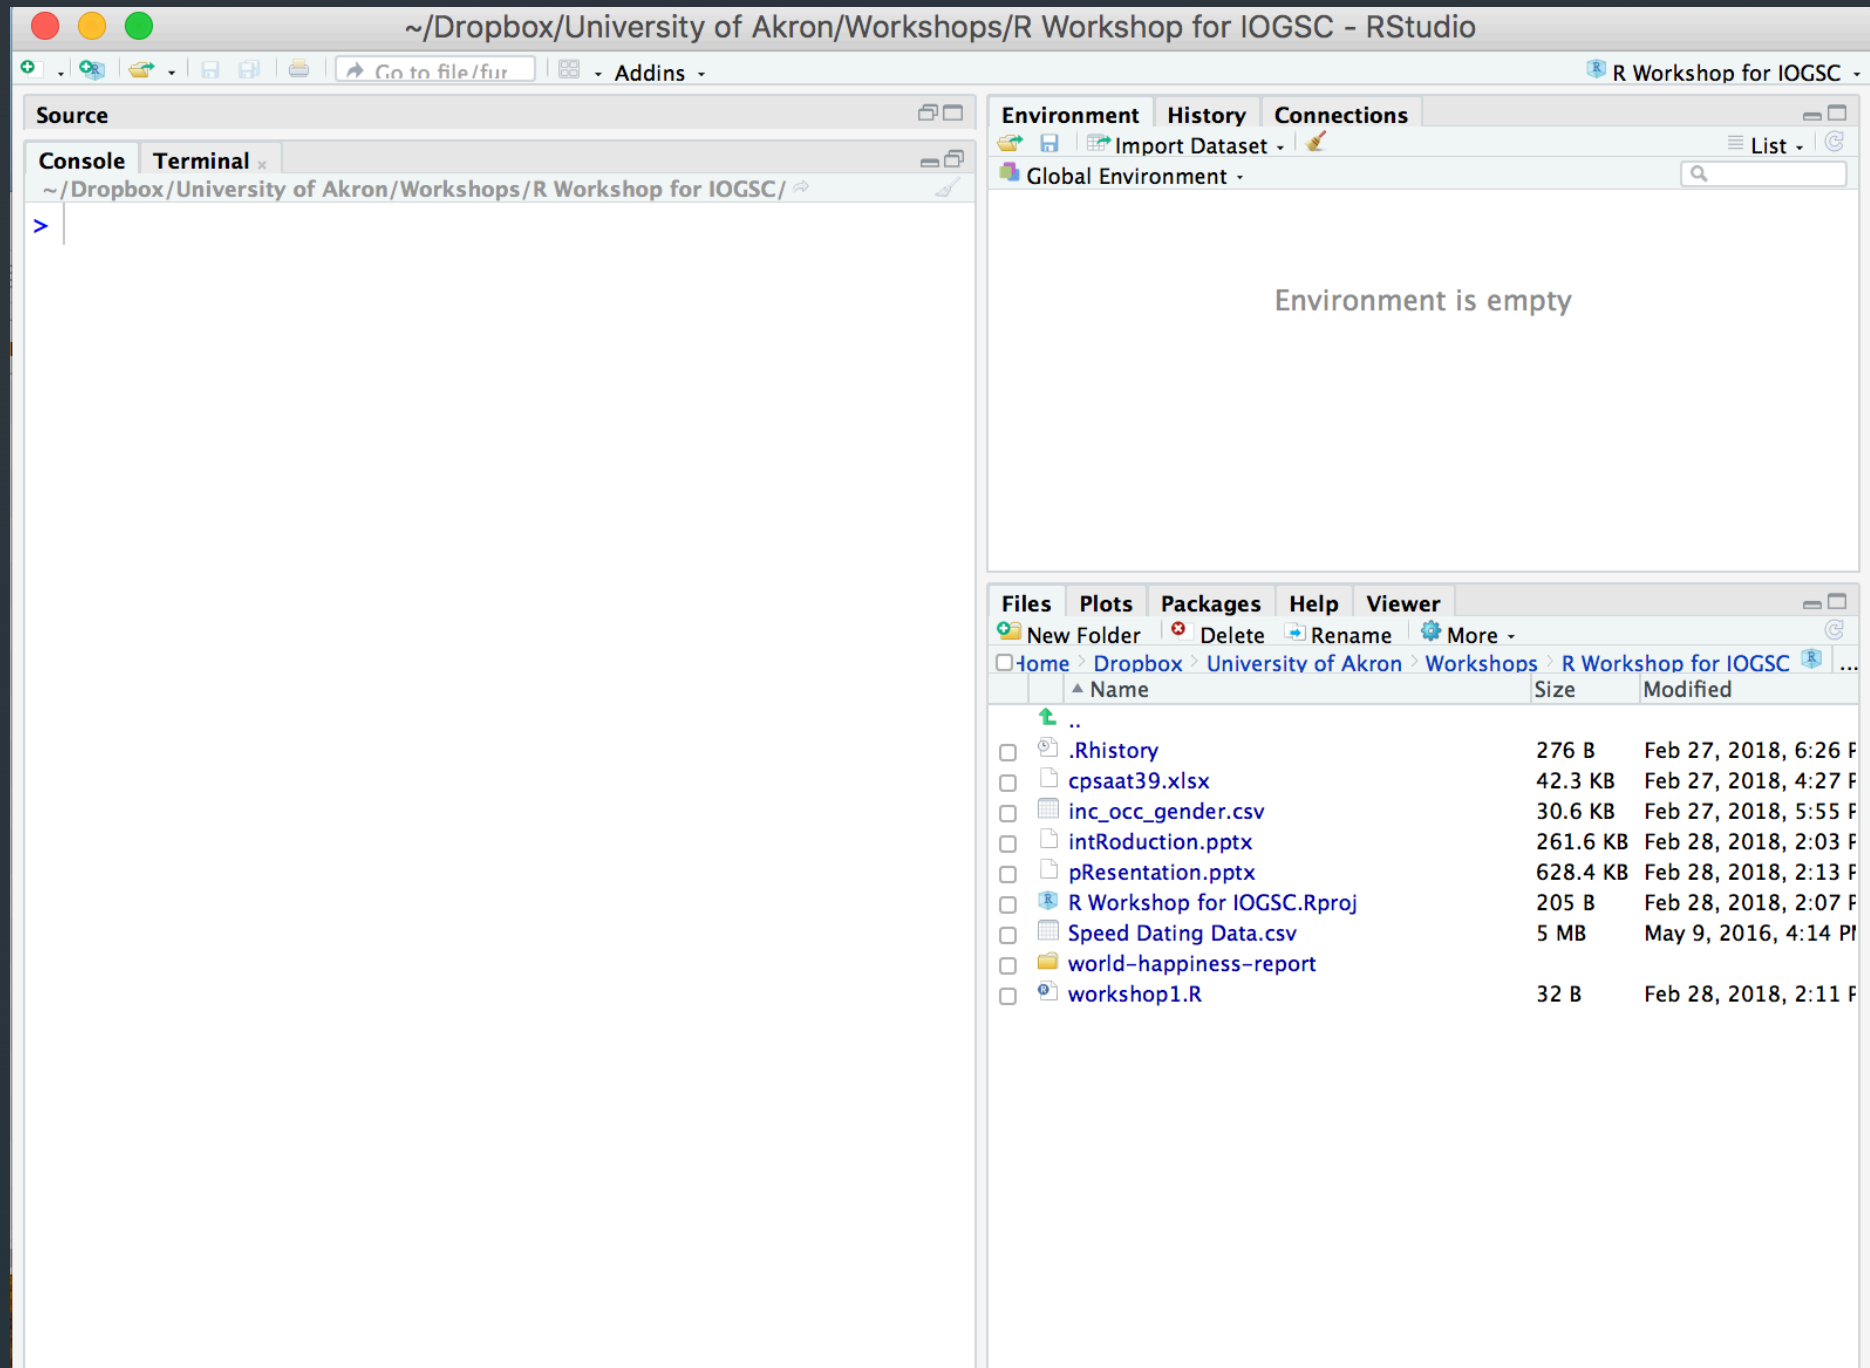 ~/Dropbox/University of Akron/Workshops/R Workshop for IOGSC - RStudio
Go to file/fur
Addins
R Workshop for IOGSC
Source
Console Terminal
~/Dropbox/University of Akron/Workshops/R Workshop for IOGSC/
>
Environment History Connections
Import Dataset
List
Global Environment
Environment is empty
Files Plots Packages Help Viewer
New Folder Delete Rename More
Home Dropbox University of Akron Workshops R Workshop for IOGSC ...
Name Size Modified
..
.Rhistory 276 B Feb 27, 2018, 6:26 P
cpsaat39.xlsx 42.3 KB Feb 27, 2018, 4:27 P
inc_occ_gender.csv 30.6 KB Feb 27, 2018, 5:55 P
intRoduction.pptx 261.6 KB Feb 28, 2018, 2:03 P
pResentation.pptx 628.4 KB Feb 28, 2018, 2:13 P
R Workshop for IOGSC.Rproj 205 B Feb 28, 2018, 2:07 P
Speed Dating Data.csv 5 MB May 9, 2016, 4:14 PM
world-happiness-report
workshop1.R 32 B Feb 28, 2018, 2:11 P